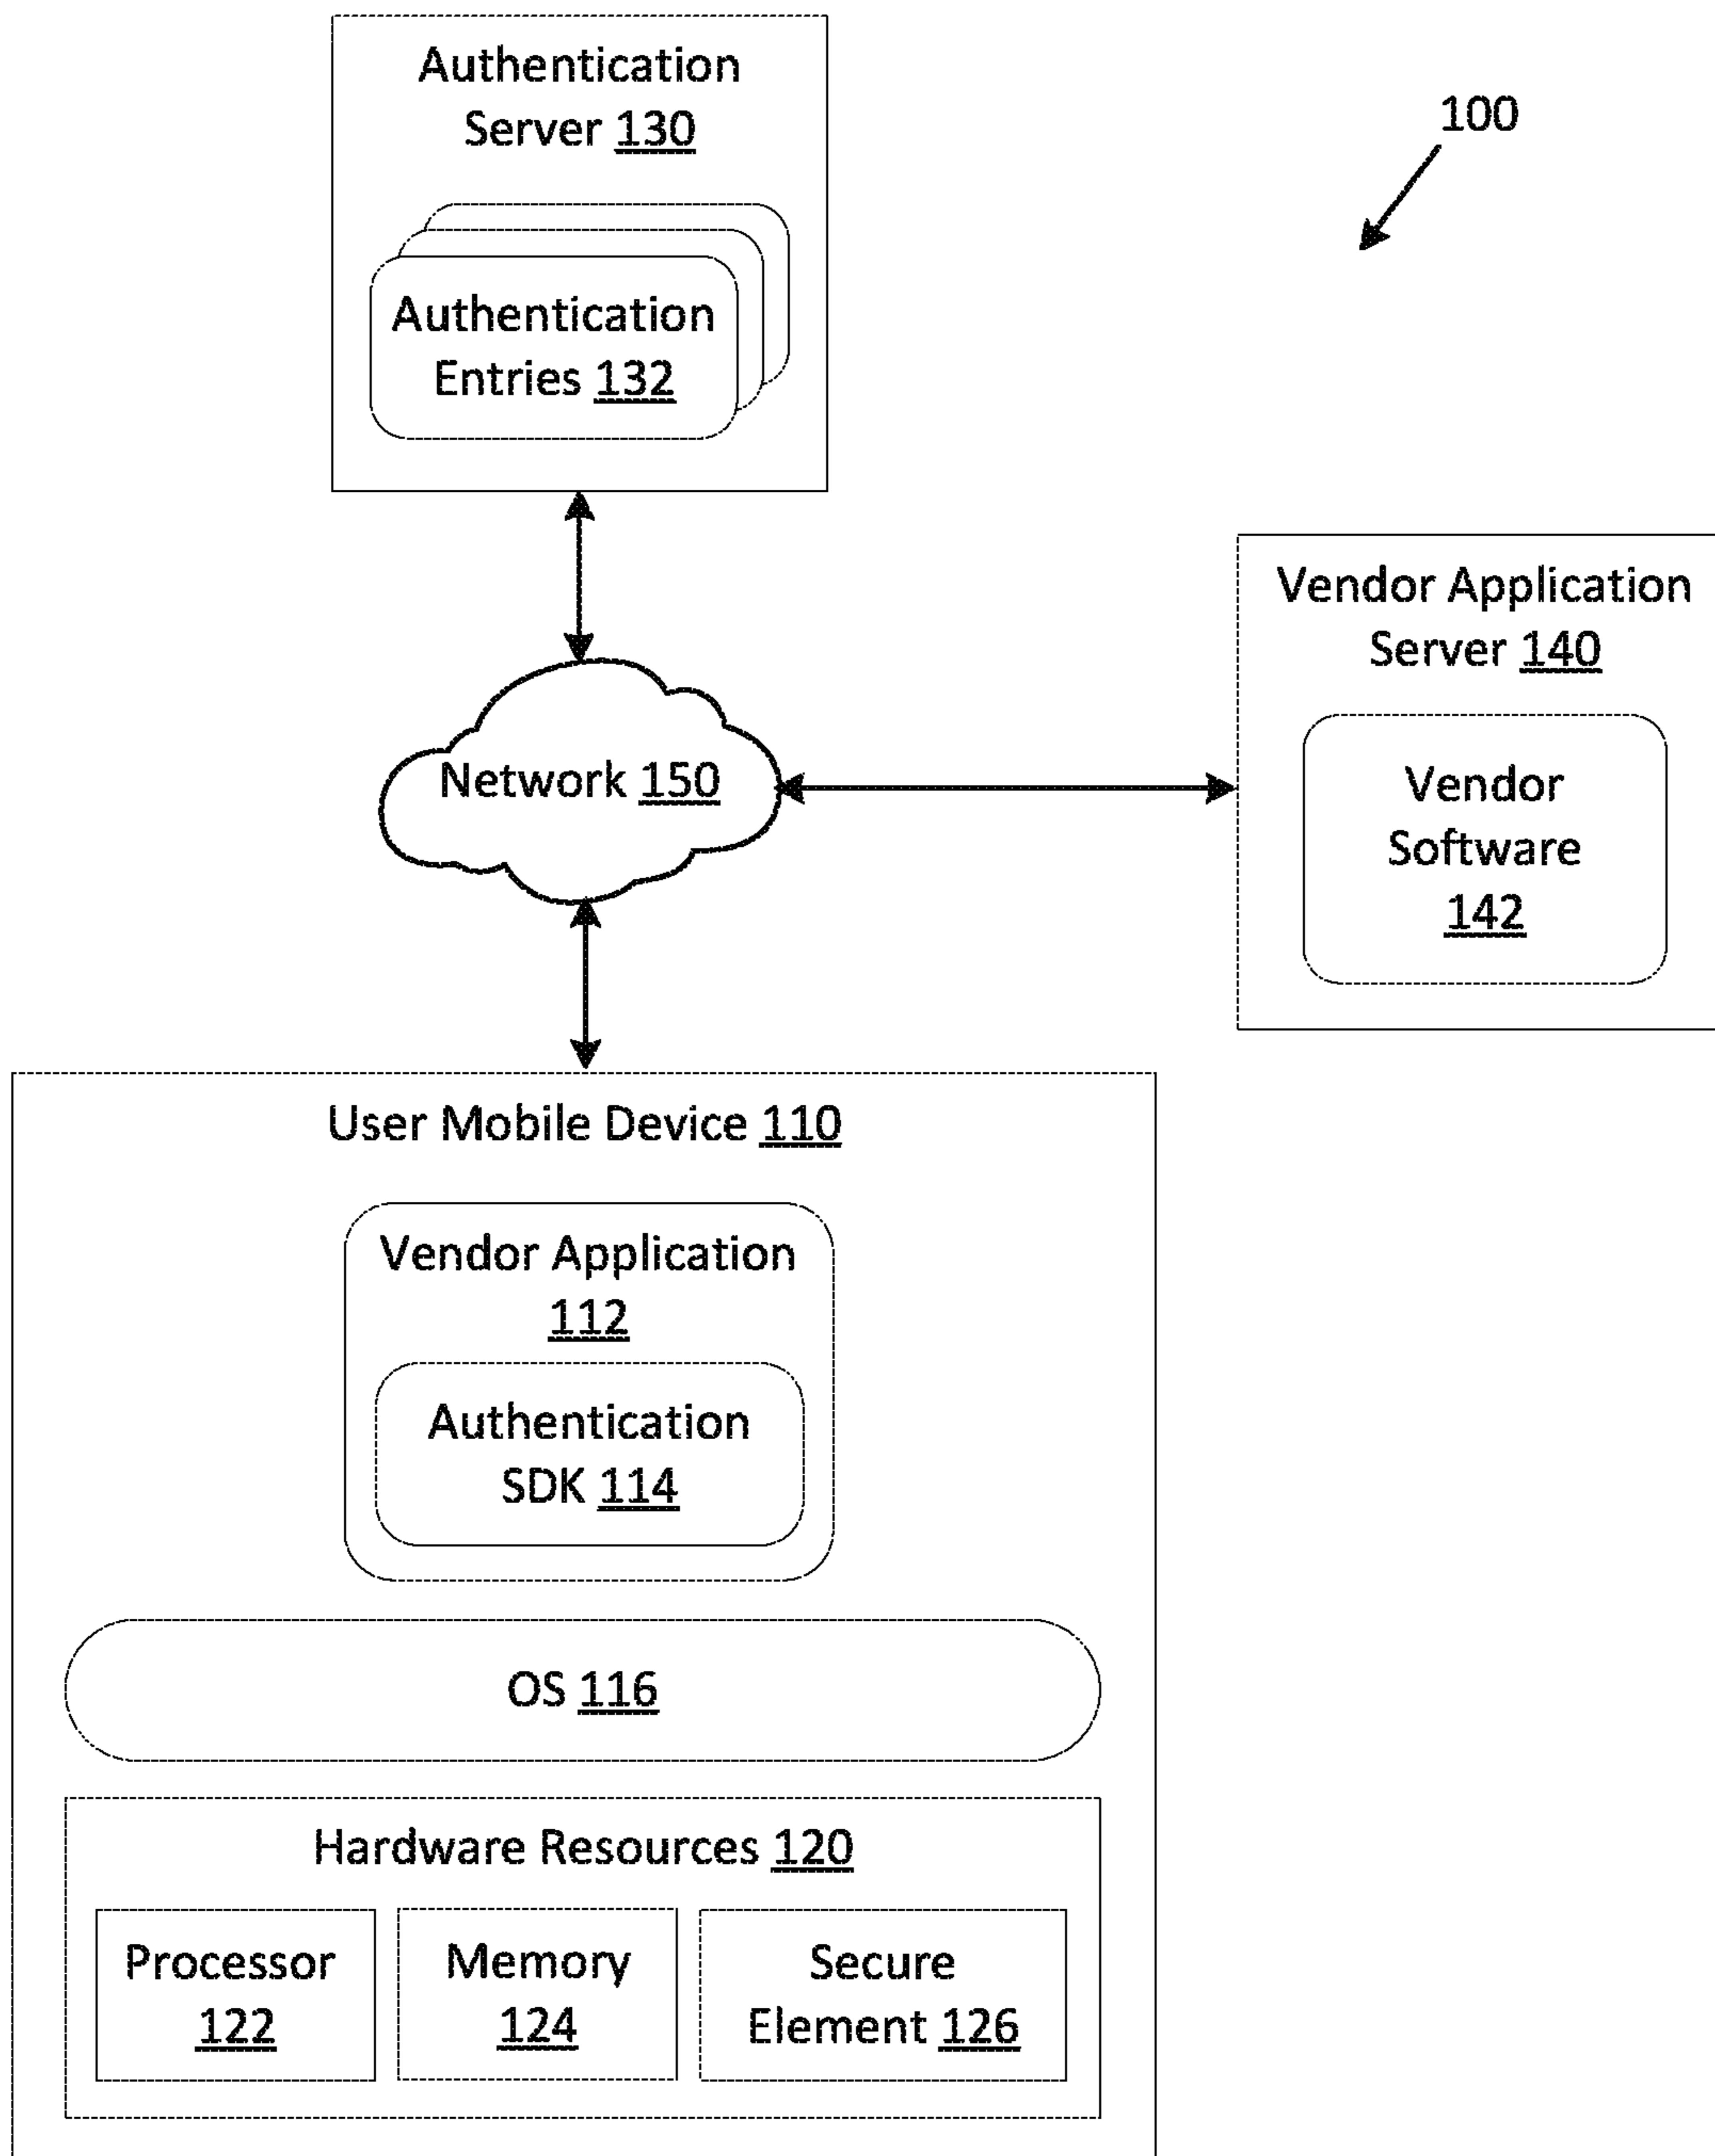 Authentication
Server 130
100
Authentication
Entries 132
Vendor Application
Server 140
Network 150
Vendor
Software
142
User Mobile Device 110
Vendor Application
112
Authentication
SDK 114
OS 116
Hardware Resources 120
Processor
122
Memory
124
Secure
Element 126